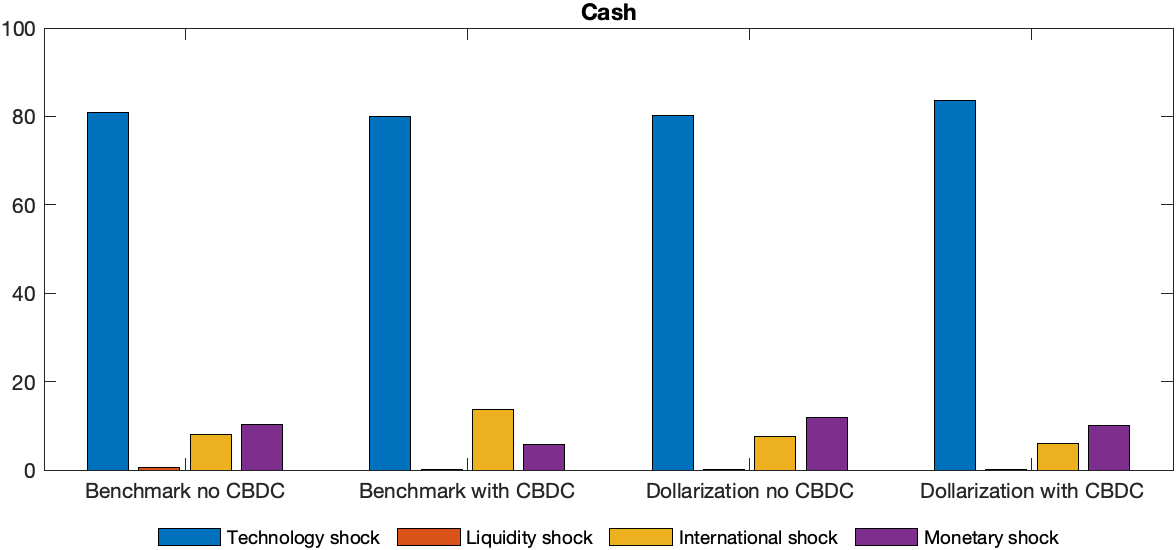 Cash
100
80
60
40
20
0
Benchmark no CBDC Benchmark with CBDC Dollarization no CBDC Dollarization with CBDC
Technology shock Liquidity shock International shock Monetary shock